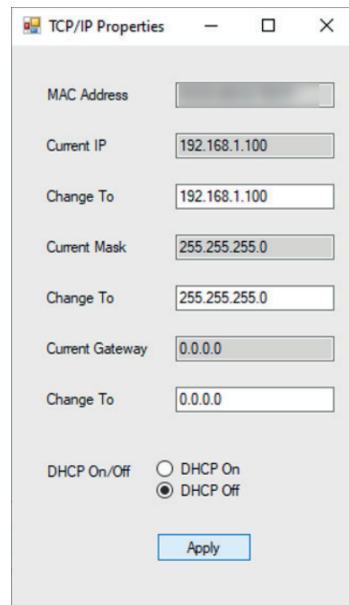 TCP/IP Properties
MAC Address
Current IP 192.168.1.100
Change To 192.168.1.100
Current Mask 255.255.255.0
Change To 255.255.255.0
Current Gateway 0.0.0.0
Change To 0.0.0.0
DHCP On/Off
DHCP On
DHCP Off
Apply